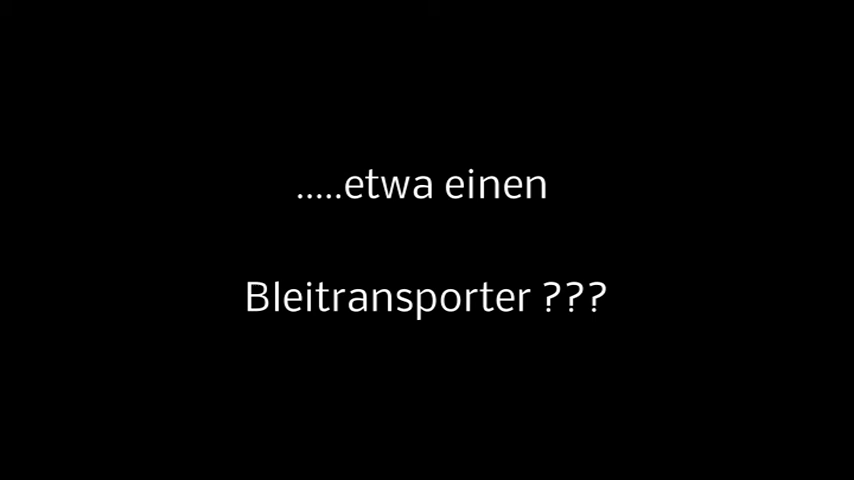 .....etwa einen
Bleitransporter ???